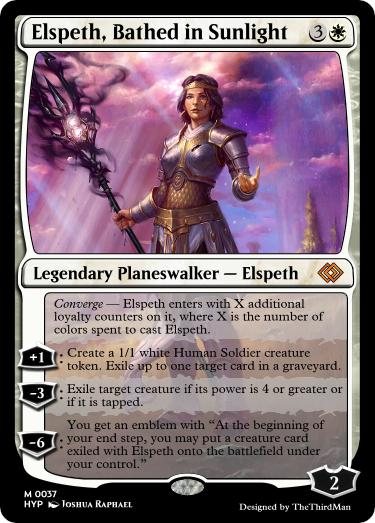 Elspeth, Bathed in Sunlight 3
Legendary Planeswalker — Elspeth
Converge — Elspeth enters with X additional
loyalty counters on it, where X is the number of
colors spent to cast Elspeth.
+1: Create a 1/1 white Human Soldier creature
token. Exile up to one target card in a graveyard.
-3: Exile target creature if its power is 4 or greater or
if it is tapped.
-6: You get an emblem with “At the beginning of
your end step, you may put a creature card
exiled with Elspeth onto the battlefield under
your control.”
2
M 0037
HYP Joshua Raphael
Designed by TheThirdMan